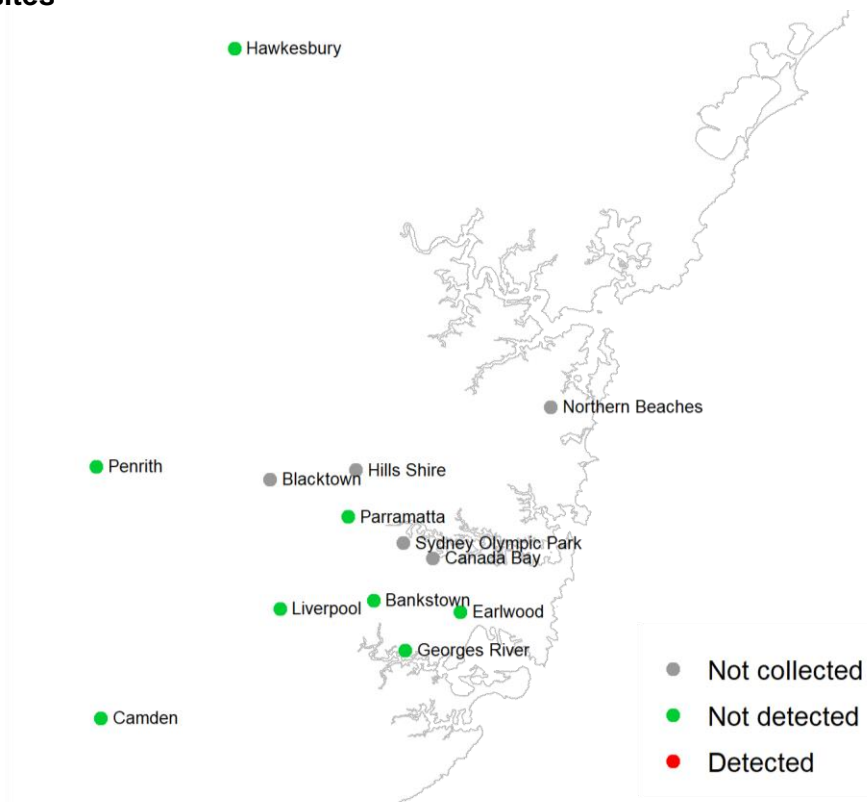 Hawkesbury
Northern Beaches
Penrith
Hills Shire
Blacktown
Parramatta
Sydney Olympic Park
Canada Bay
Bankstown
Liverpool
Earlwood
Georges River
Camden
Not collected
Not detected
Detected